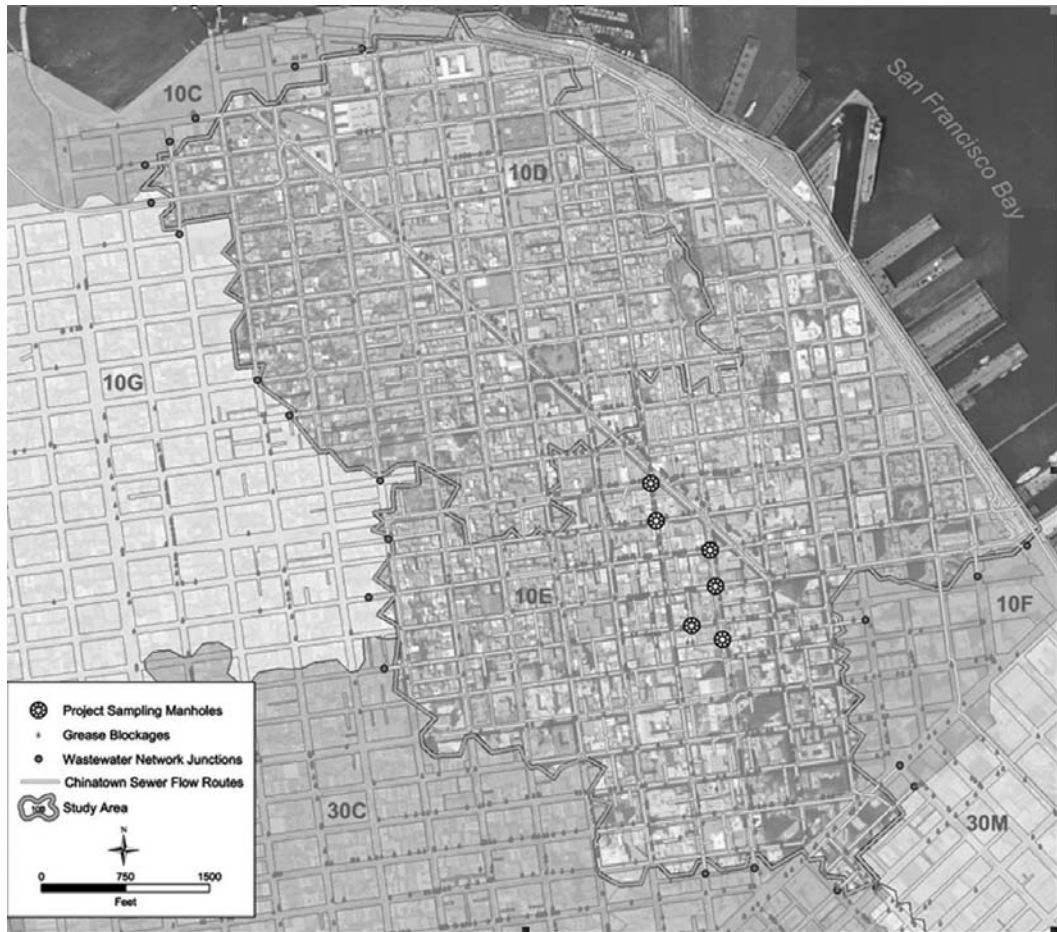 San Francisco Bay
10C
10D
10G
10E
10F
30C
30M
Project Sampling Manholes
Grease Blockages
Wastewater Network Junctions
Chinatown Sewer Flow Routes
Study Area
N
0 750 1500
Feet